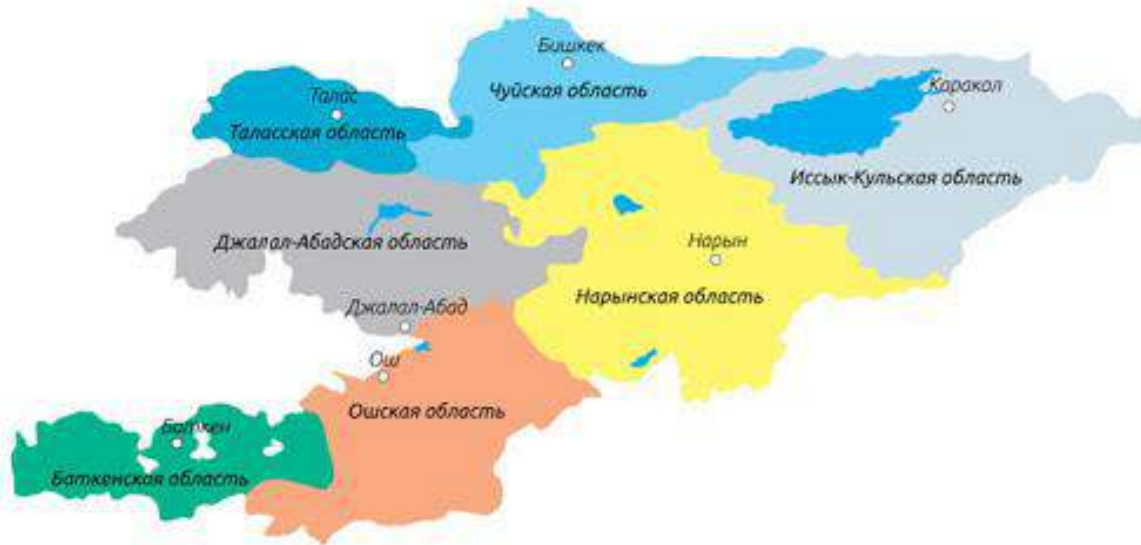 Бишкек
Чуйская область
Талас
Таласская область
Каракол
Иссык-Кульская область
Джалал-Абадская область
Нарын
Нарынская область
Джалал-Абад
Ош
Ошская область
Баткен
Баткенская область